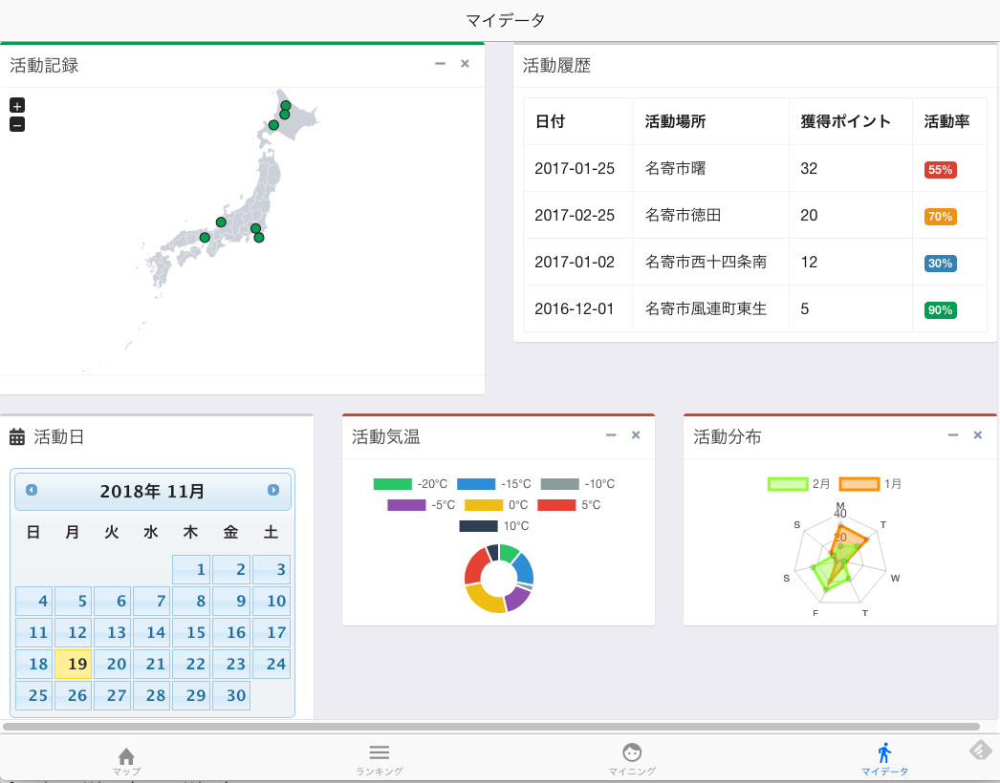 マイデータ
活動記録
+
−
活動履歴
日付 活動場所 獲得ポイント 活動率
2017-01-25 名寄市曙 32 55%
2017-02-25 名寄市徳田 20 70%
2017-01-02 名寄市西十四条南 12 30%
2016-12-01 名寄市風連町東生 5 90%
活動日
2018年 11月
日 月 火 水 木 金 土
1 2 3
4 5 6 7 8 9 10
11 12 13 14 15 16 17
18 19 20 21 22 23 24
25 26 27 28 29 30
活動気温
-20°C -15°C -10°C
-5°C 0°C 5°C
10°C
活動分布
2月 1月
M
40
S T
20
S W
F T
マップ ランキング マイニング マイデータ